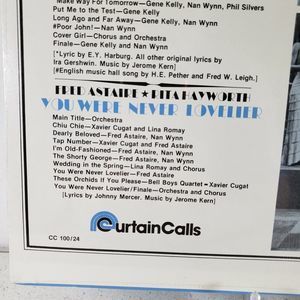 Make Way For Tomorrow—Gene Kelly, Nan Wynn, Phil Silvers
Put Me to the Test—Gene Kelly
Long Ago and Far Away—Nan Wynn
#Poor John!—Nan Wynn
Cover Girl—Chorus and Orchestra
Finale—Gene Kelly and Nan Wynn
[*Lyric by E.Y. Harburg. All other original lyrics by
Ira Gershwin. Music by Jerome Kern]
[#English music hall song by H.E. Pether and Fred W. Leigh.]
FRED ASTAIRE ★ RITA HAYWORTH
YOU WERE NEVER LOVELIER
Main Title—Orchestra
Chiu Chiu—Xavier Cugat and Lina Romay
Dearly Beloved—Fred Astaire, Nan Wynn
Tap Number—Xavier Cugat and Fred Astaire
I'm Old-Fashioned—Fred Astaire, Nan Wynn
The Shorty George—Fred Astaire, Nan Wynn
Wedding in the Spring—Lina Romay and Chorus
You Were Never Lovelier—Fred Astaire, Nan Wynn
These Orchids If You Please—Bell Boys Quartet—Xavier Cugat
You Were Never Lovelier/Finale—Orchestra and Chorus
[Lyrics by Johnny Mercer. Music by Jerome Kern]
CurtainCalls
CC 100/24